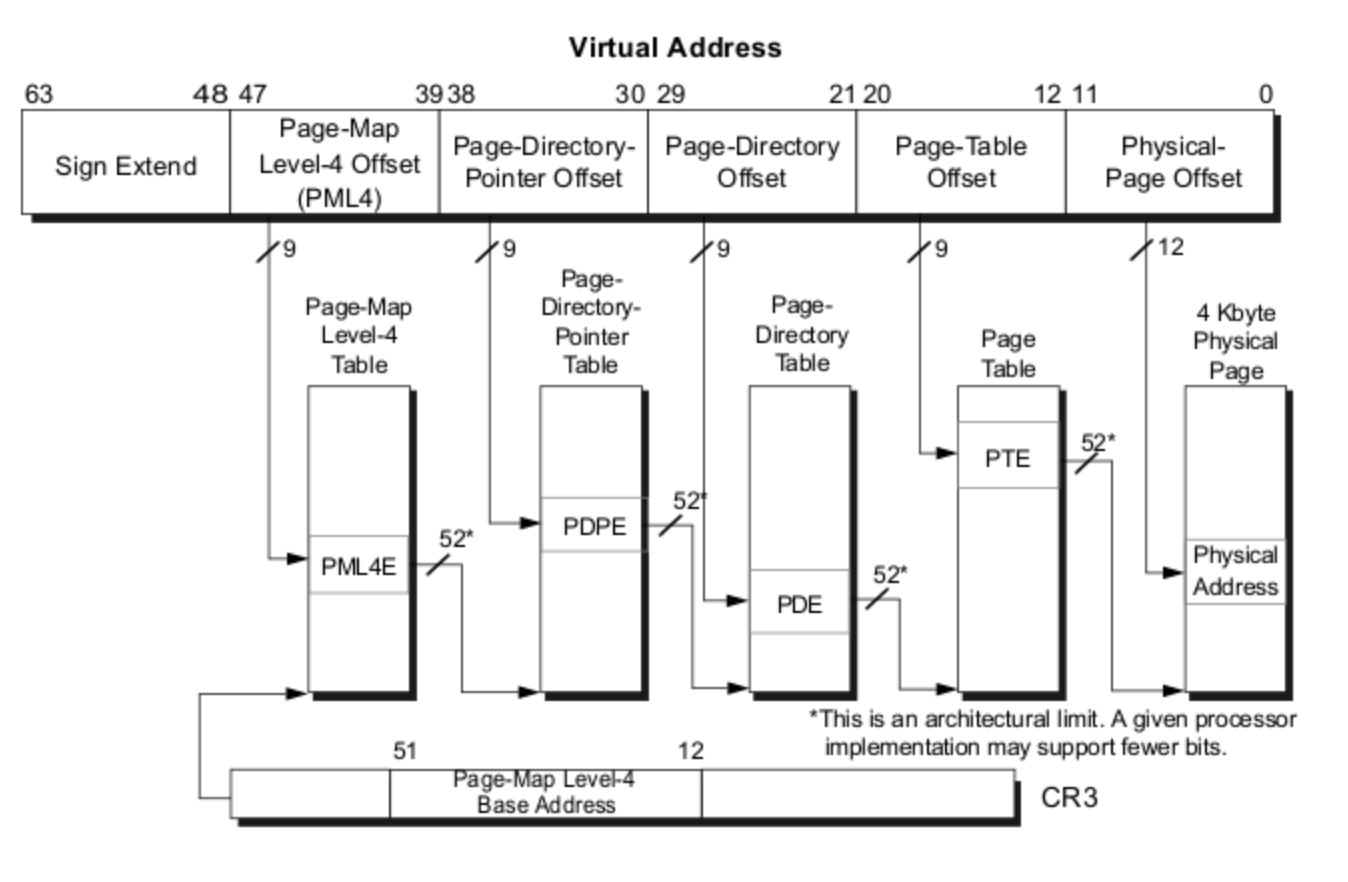 Virtual Address
63 48 47 39 38 30 29 21 20 12 11 0
Sign Extend
Page-Map
Level-4 Offset
(PML4)
Page-Directory-
Pointer Offset
Page-Directory
Offset
Page-Table
Offset
Physical-
Page Offset
9
9
9
9
12
Page-Map
Level-4
Table
Page-
Directory-
Pointer
Table
Page-
Directory
Table
Page
Table
4 Kbyte
Physical
Page
PML4E
52*
PDPE
52*
PDE
52*
PTE
52*
Physical
Address
*This is an architectural limit. A given processor
implementation may support fewer bits.
51 12
Page-Map Level-4
Base Address
CR3